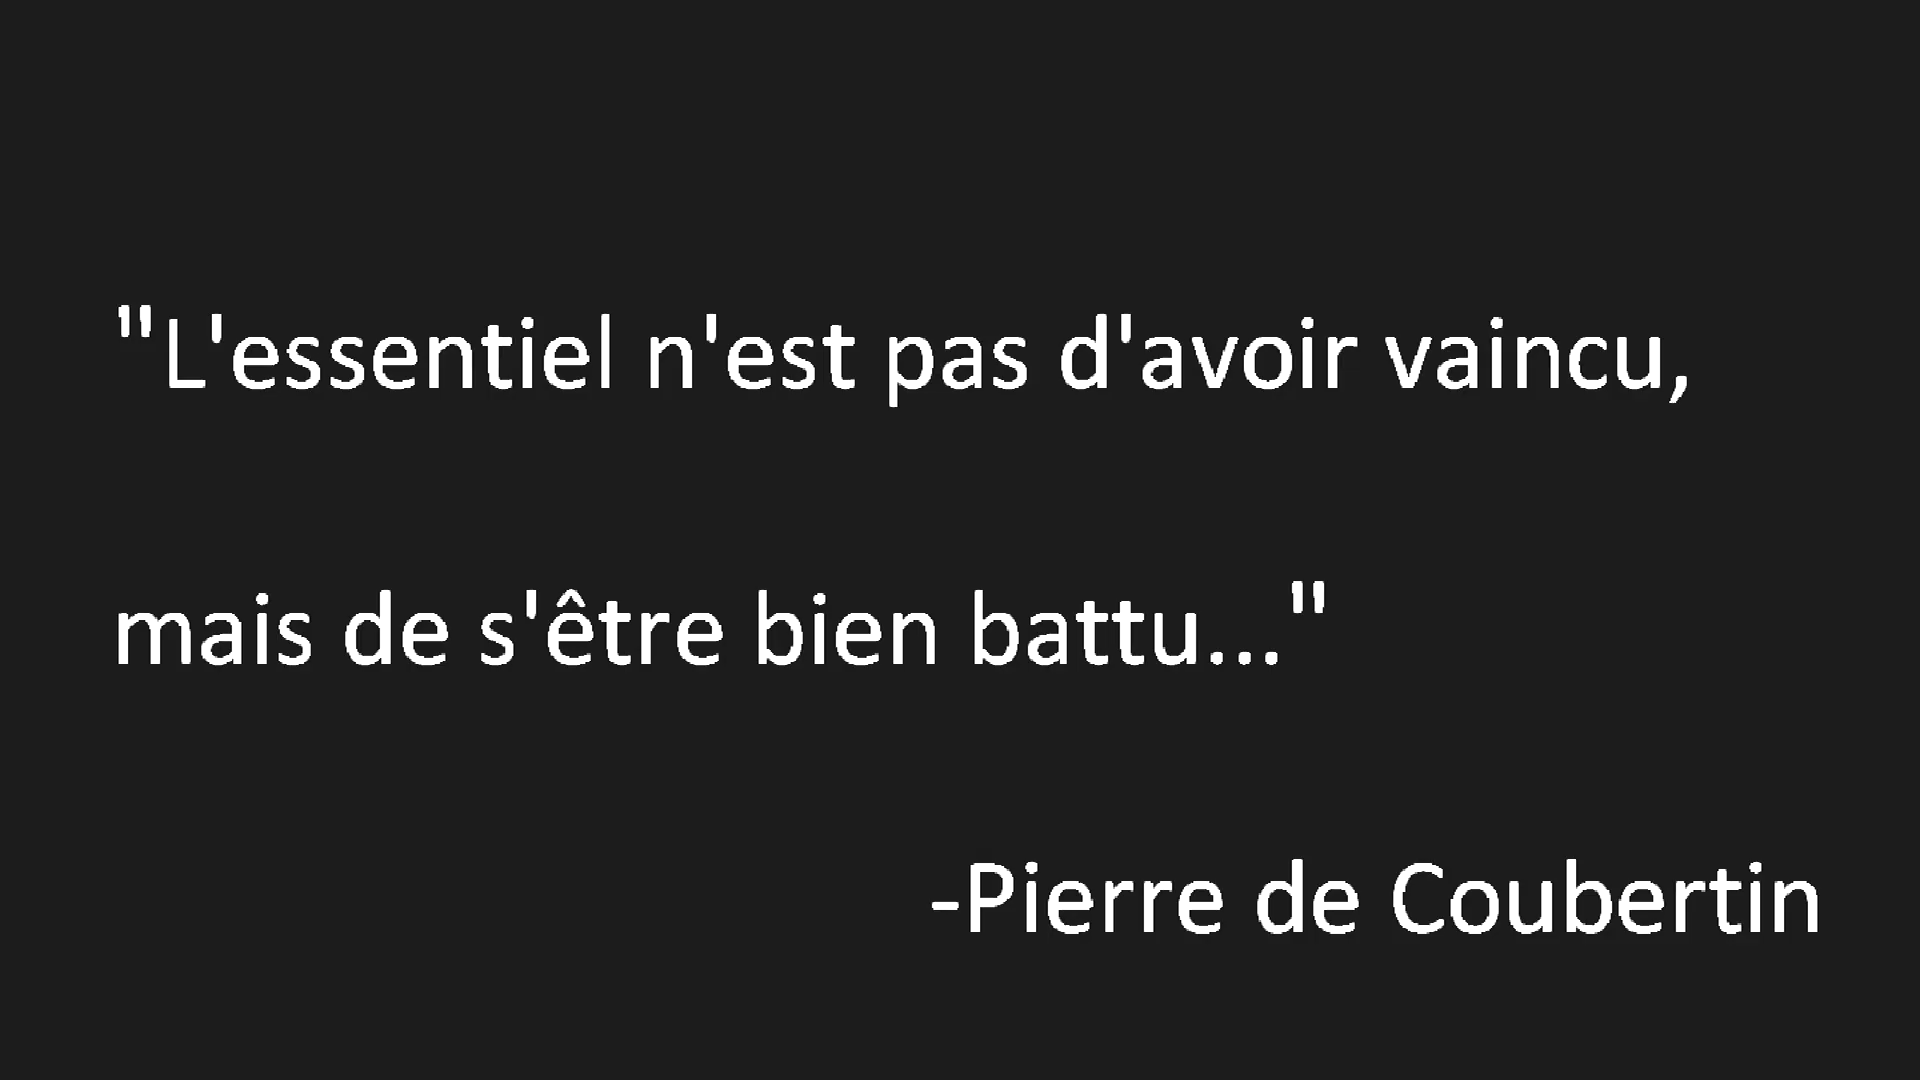 "L'essentiel n'est pas d'avoir vaincu,
mais de s'être bien battu..."
-Pierre de Coubertin